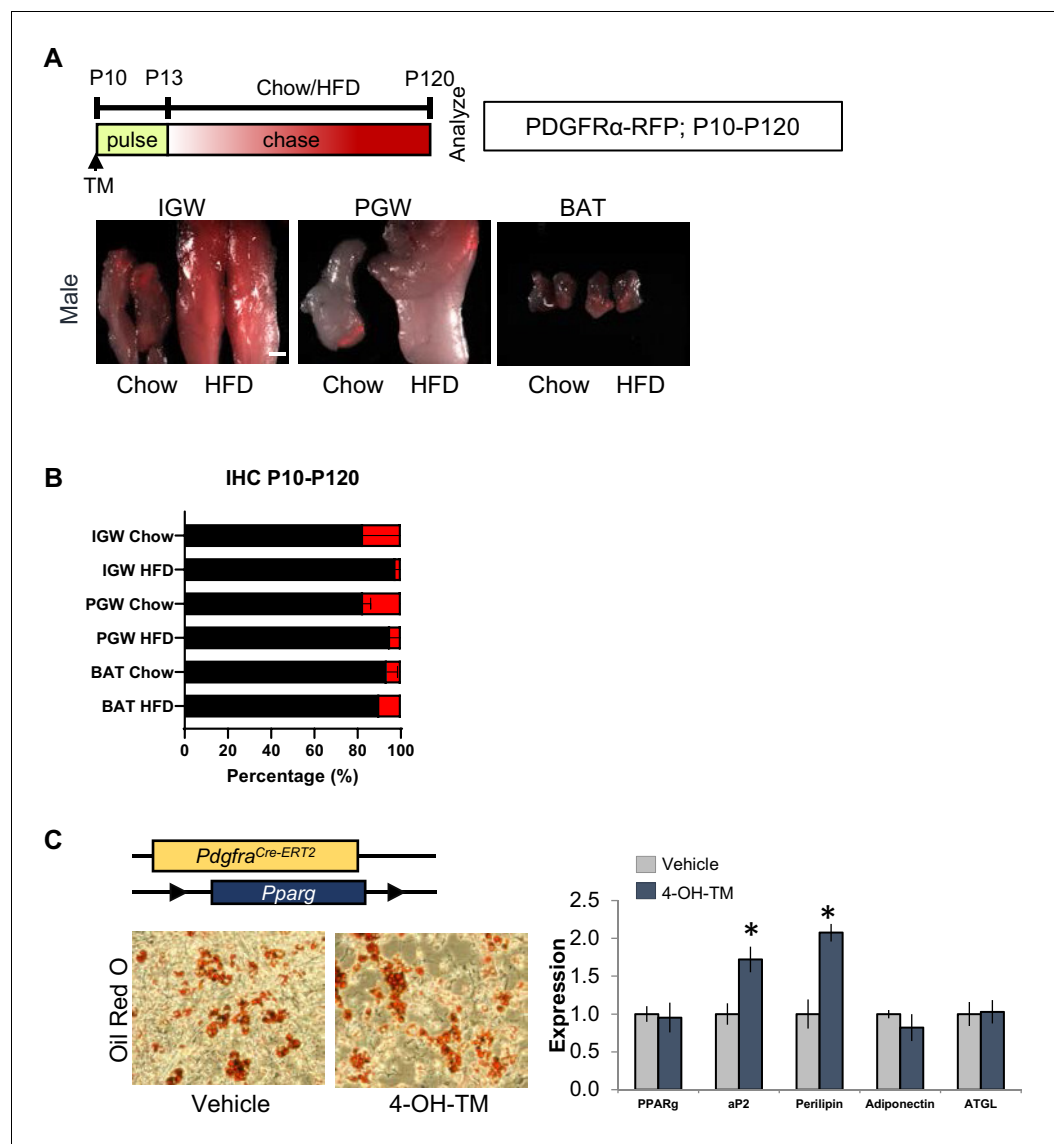 A
P10 P13 Chow/HFD P120
pulse chase
Analyze
PDGFRα-RFP; P10-P120
TM
IGW PGW BAT
Male
Chow HFD Chow HFD Chow HFD
B
IHC P10-P120
IGW Chow
IGW HFD
PGW Chow
PGW HFD
BAT Chow
BAT HFD
0 20 40 60 80 100
Percentage (%)
C
Pdgfra^Cre-ERT2
Pparg
Oil Red O
Vehicle 4-OH-TM
Vehicle
4-OH-TM
Expression
2.5
2.0
1.5
1.0
0.5
0.0
* *
PPARg aP2 Perilipin Adiponectin ATGL